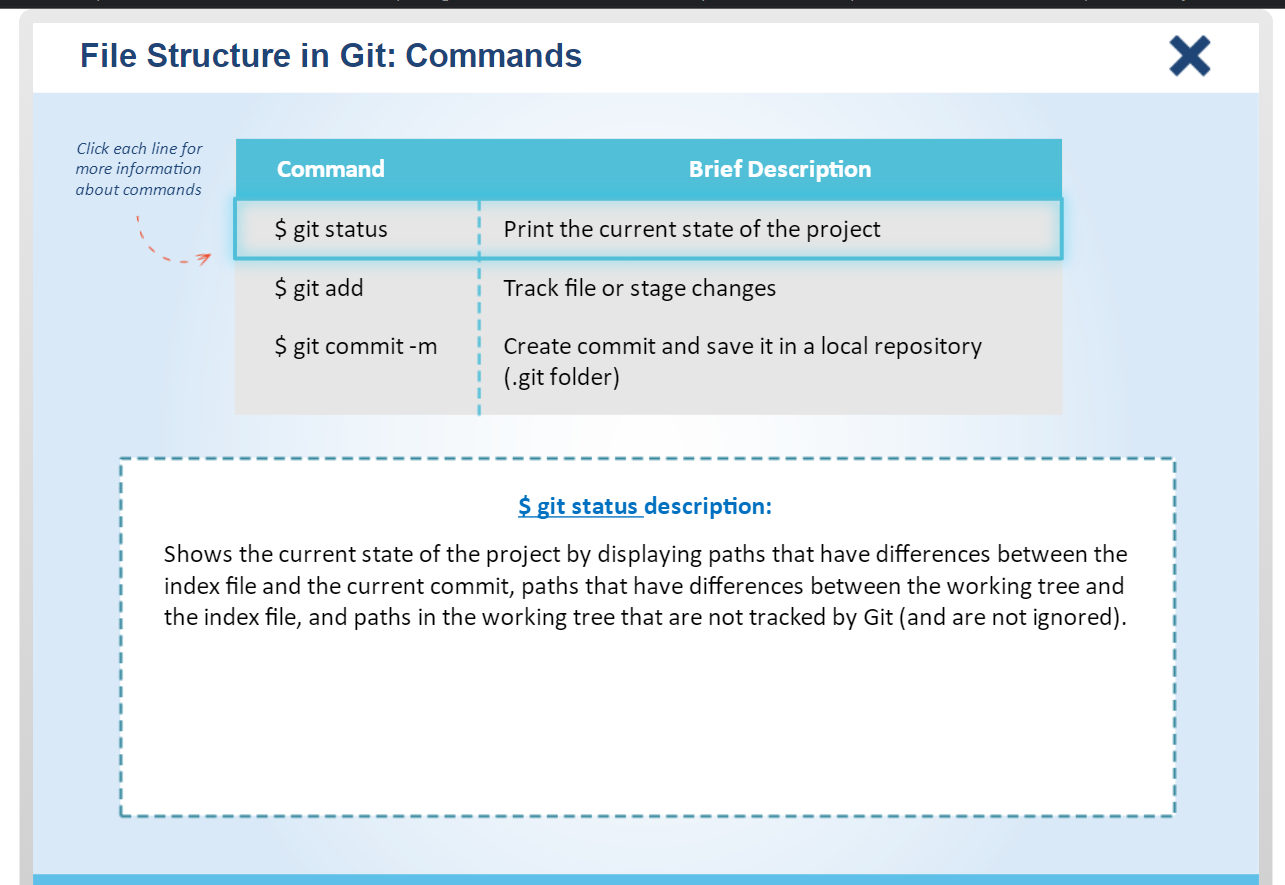 File Structure in Git: Commands
Click each line for
more information
about commands
Command
Brief Description
$ git status
Print the current state of the project
$ git add
Track file or stage changes
$ git commit -m
Create commit and save it in a local repository
(.git folder)
$ git status description:
Shows the current state of the project by displaying paths that have differences between the
index file and the current commit, paths that have differences between the working tree and
the index file, and paths in the working tree that are not tracked by Git (and are not ignored).